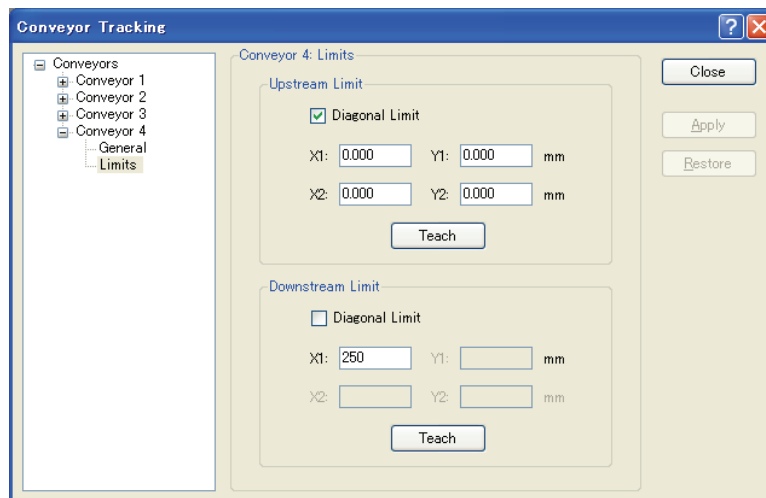 Conveyor Tracking
Conveyors
Conveyor 1
Conveyor 2
Conveyor 3
Conveyor 4
General
Limits
Conveyor 4: Limits
Upstream Limit
Diagonal Limit
X1: 0.000 Y1: 0.000 mm
X2: 0.000 Y2: 0.000 mm
Teach
Downstream Limit
Diagonal Limit
X1: 250 Y1: mm
X2: Y2: mm
Teach
Close
Apply
Restore